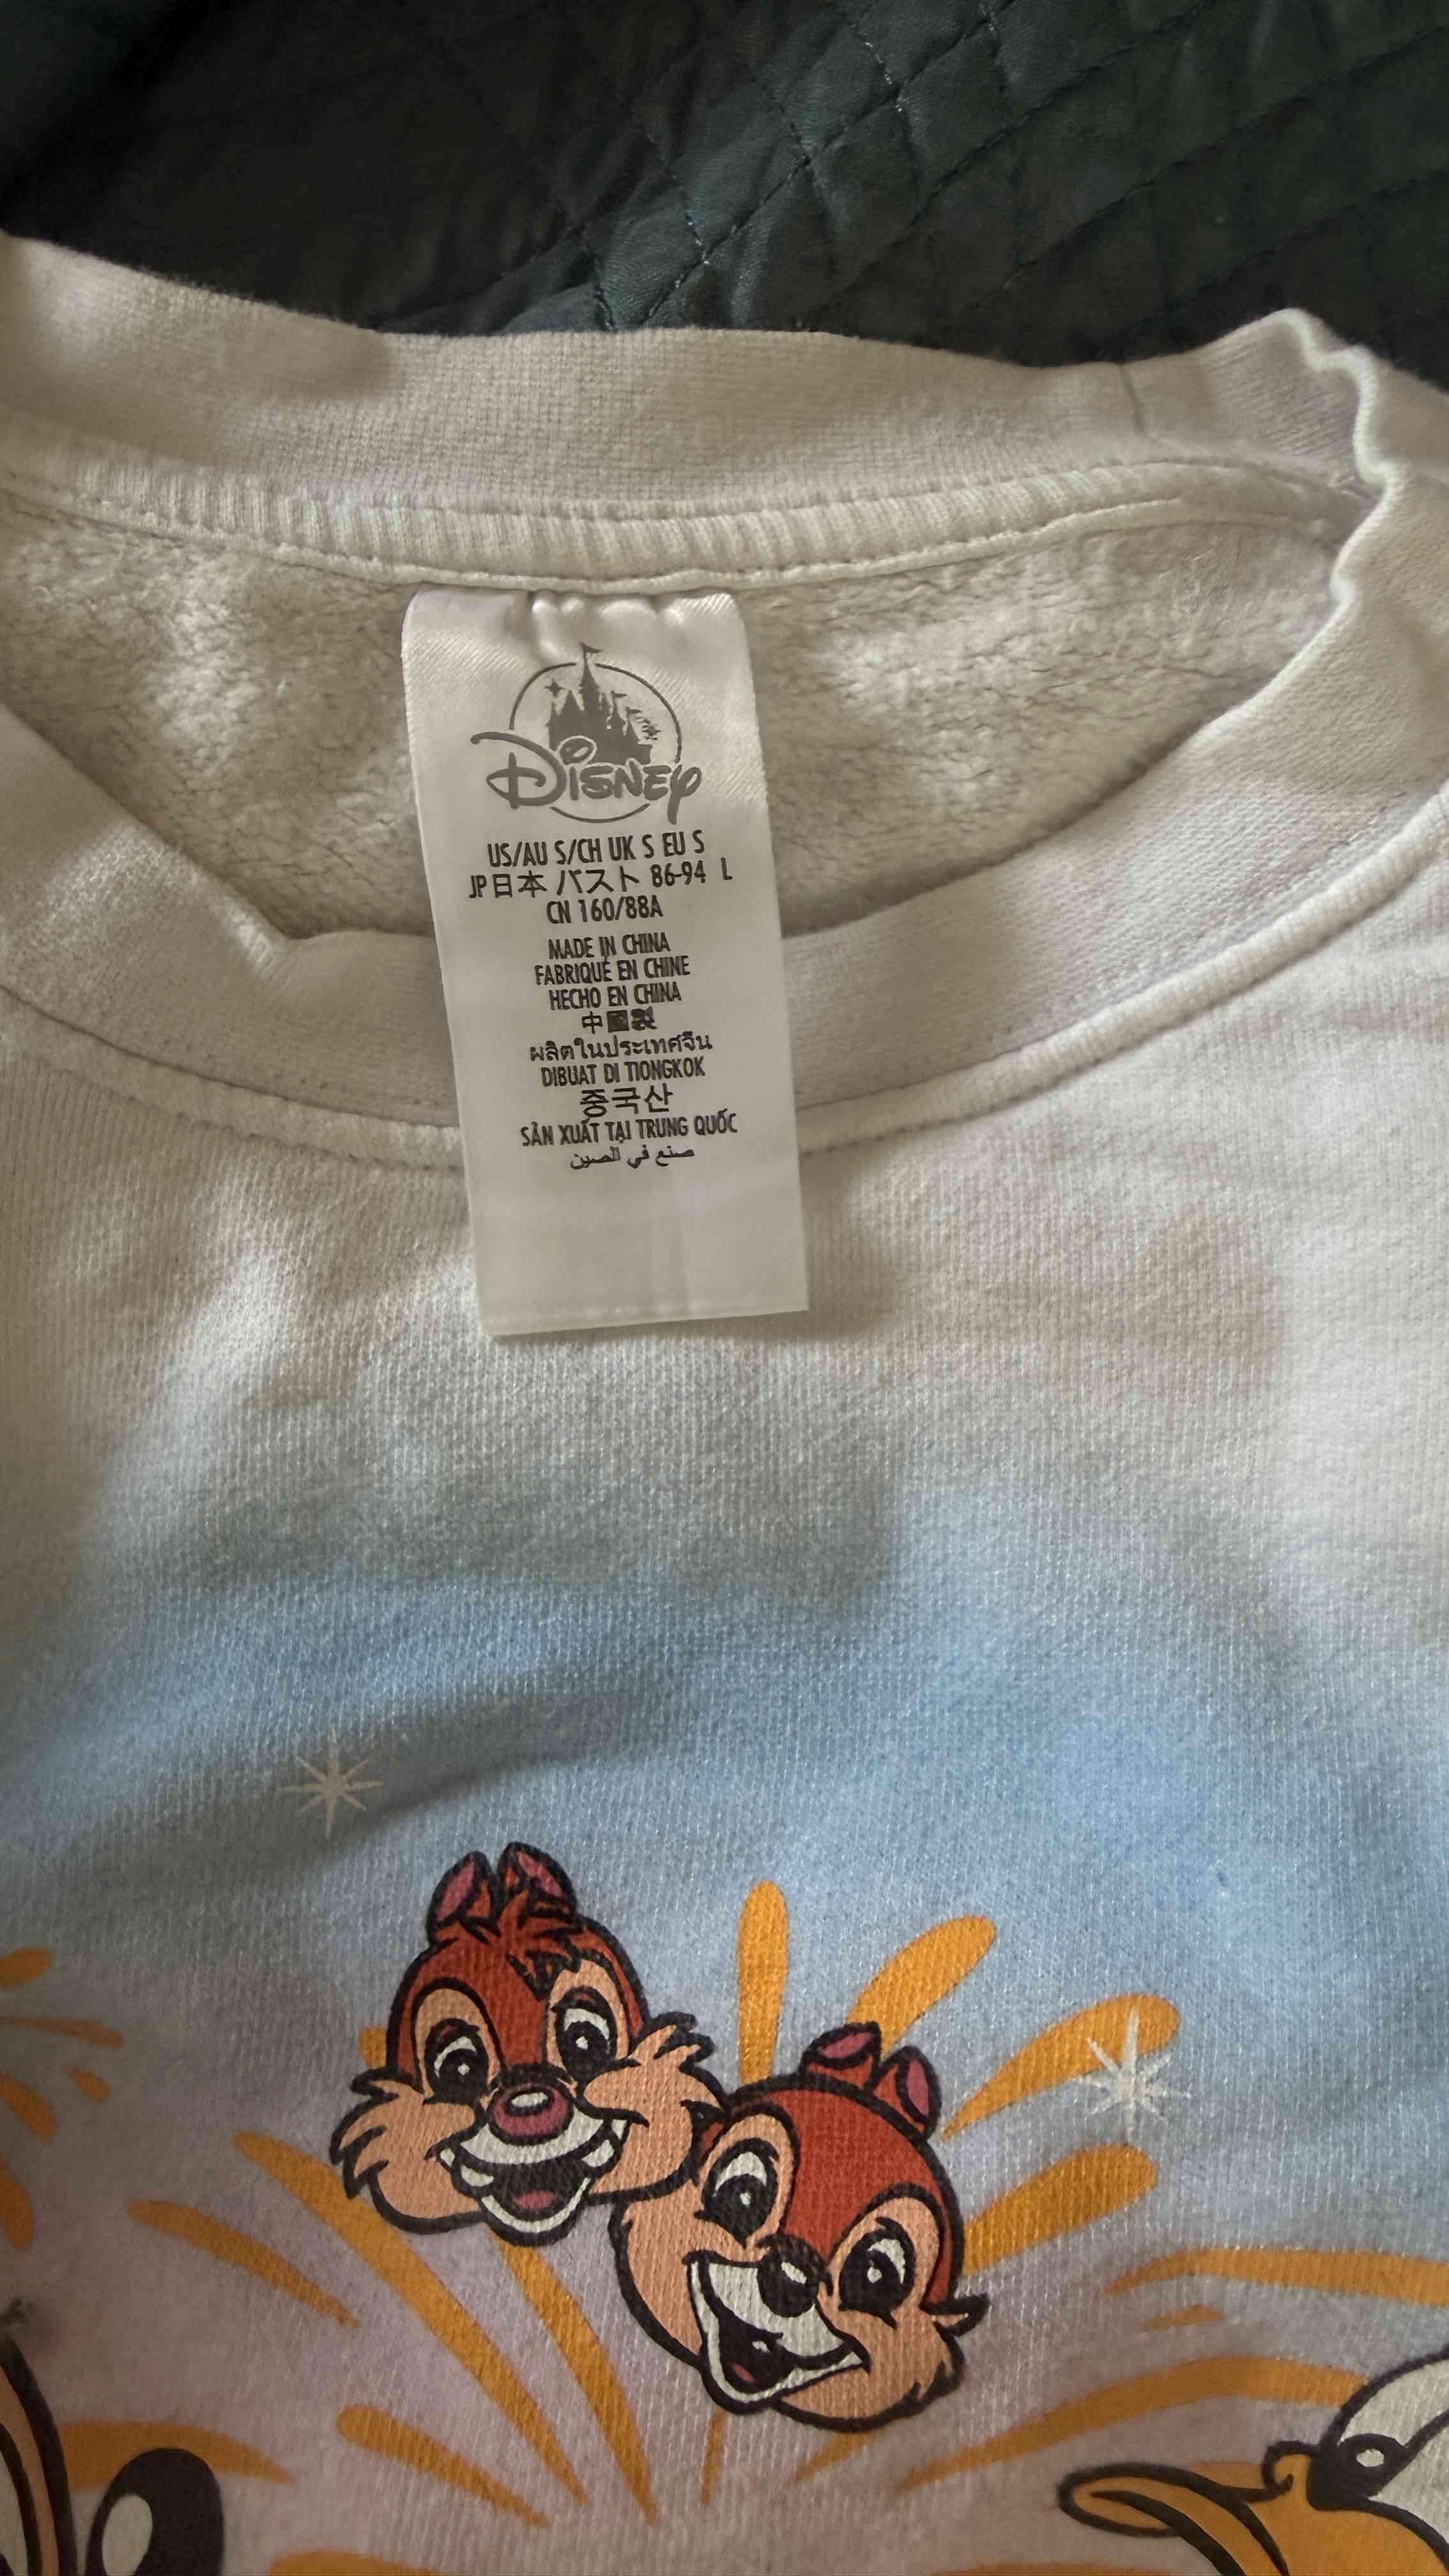 Disney
US/AU S/CH UK S EU S
JP日本 バスト 86-94 L
CN 160/88A
MADE IN CHINA
FABRIQUÉ EN CHINE
HECHO EN CHINA
中國製
ผลิตในประเทศจีน
DIBUAT DI TIONGKOK
중국산
SẢN XUẤT TẠI TRUNG QUỐC
صنع في الصين